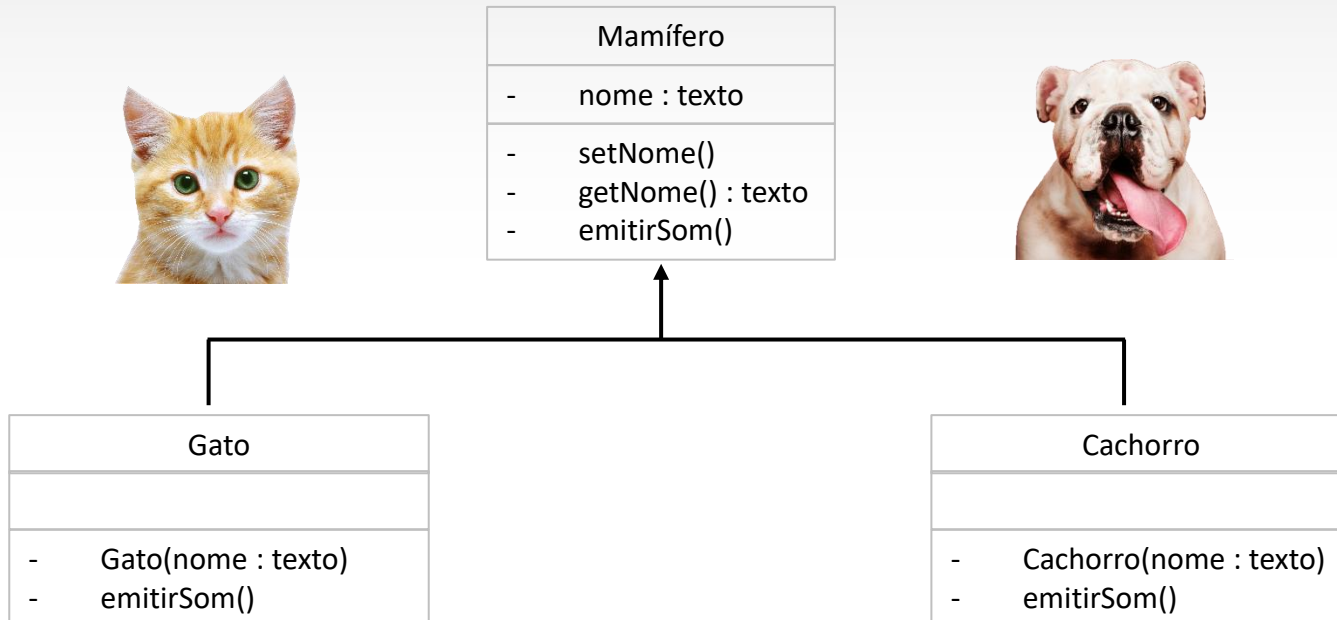 Mamífero
- nome : texto
- setNome()
- getNome() : texto
- emitirSom()
Gato
- Gato(nome : texto)
- emitirSom()
Cachorro
- Cachorro(nome : texto)
- emitirSom()